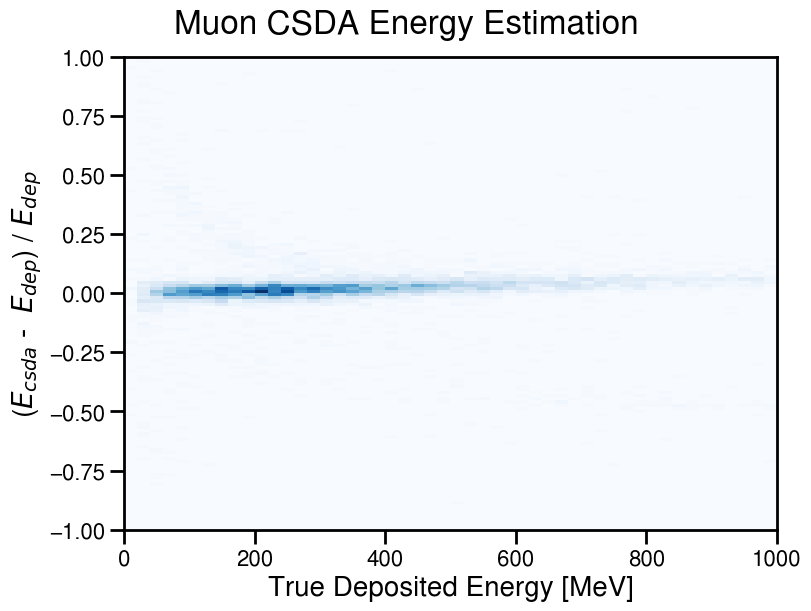 Muon CSDA Energy Estimation
(E_csda - E_dep) / E_dep
1.00
0.75
0.50
0.25
0.00
−0.25
−0.50
−0.75
−1.00
0 200 400 600 800 1000
True Deposited Energy [MeV]